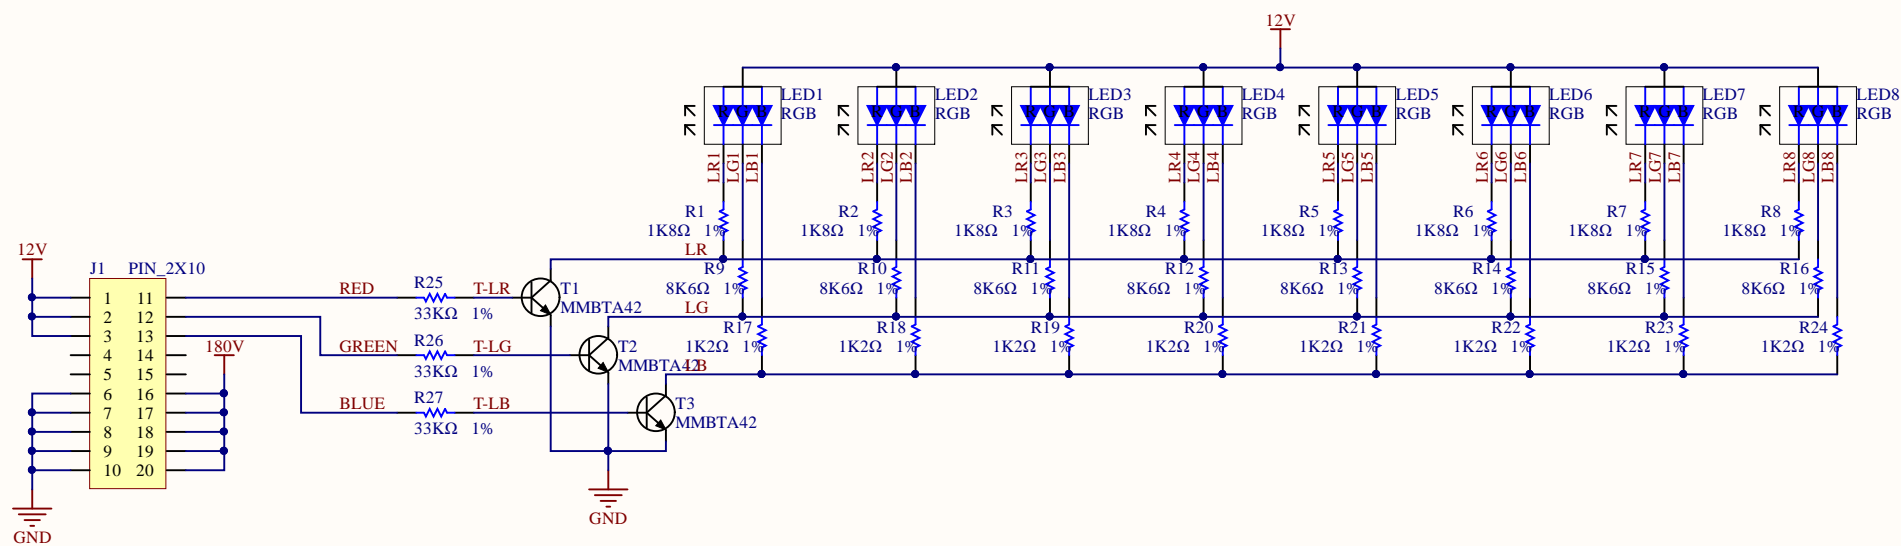 12V
LED1
RGB
LED2
RGB
LED3
RGB
LED4
RGB
LED5
RGB
LED6
RGB
LED7
RGB
LED8
RGB
R G B
R G B
R G B
R G B
R G B
R G B
R G B
R G B
LR1 LG1 LB1
LR2 LG2 LB2
LR3 LG3 LB3
LR4 LG4 LB4
LR5 LG5 LB5
LR6 LG6 LB6
LR7 LG7 LB7
LR8 LG8 LB8
R1
1K8Ω 1%
R2
1K8Ω 1%
R3
1K8Ω 1%
R4
1K8Ω 1%
R5
1K8Ω 1%
R6
1K8Ω 1%
R7
1K8Ω 1%
R8
1K8Ω 1%
LR
R9
8K6Ω 1%
R10
8K6Ω 1%
R11
8K6Ω 1%
R12
8K6Ω 1%
R13
8K6Ω 1%
R14
8K6Ω 1%
R15
8K6Ω 1%
R16
8K6Ω 1%
LG
R17
1K2Ω 1%
R18
1K2Ω 1%
R19
1K2Ω 1%
R20
1K2Ω 1%
R21
1K2Ω 1%
R22
1K2Ω 1%
R23
1K2Ω 1%
R24
1K2Ω 1%
LB
12V
J1 PIN_2X10
1 11
2 12
3 13
4 14
5 15
6 16
7 17
8 18
9 19
10 20
180V
GND
RED
R25
33KΩ 1%
T-LR
T1
MMBTA42
GREEN
R26
33KΩ 1%
T-LG
T2
MMBTA42
BLUE
R27
33KΩ 1%
T-LB
T3
MMBTA42
GND